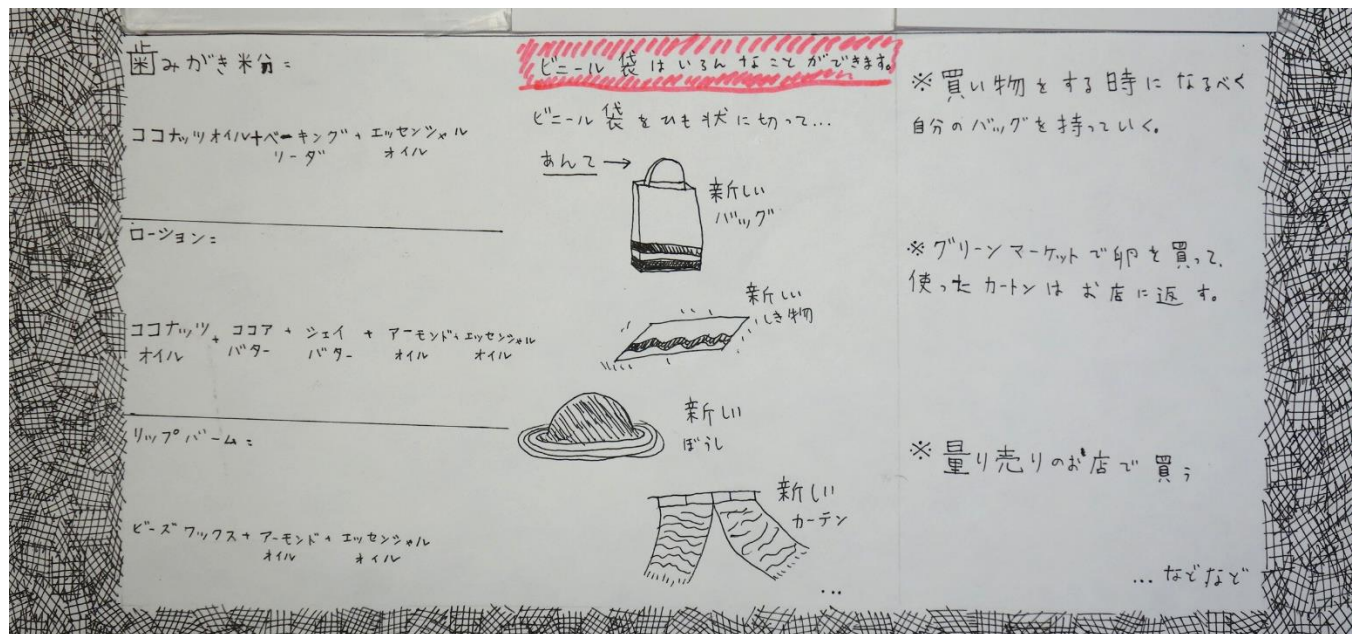 歯みがき粉=
ココナッツオイル+ベーキング+エッセンシャル
リーダ オイル
ローション=
ココナッツ+ココア+シェイ+アーモンド+エッセンシャル
オイル バター バター オイル オイル
リップバーム=
ビーズワックス+アーモンド+エッセンシャル
オイル オイル
ビニール袋はいろんなことができます。
ビニール袋をひも状に切って...
あんて→
新しい
バッグ
新しい
しき物
新しい
ぼうし
新しい
カーテン
...
※買い物をする時になるべく
自分のバッグを持っていく。
※グリーンマーケットで卵を買って、
使ったカートンはお店に返す。
※量り売りのお店で買う
...などなど